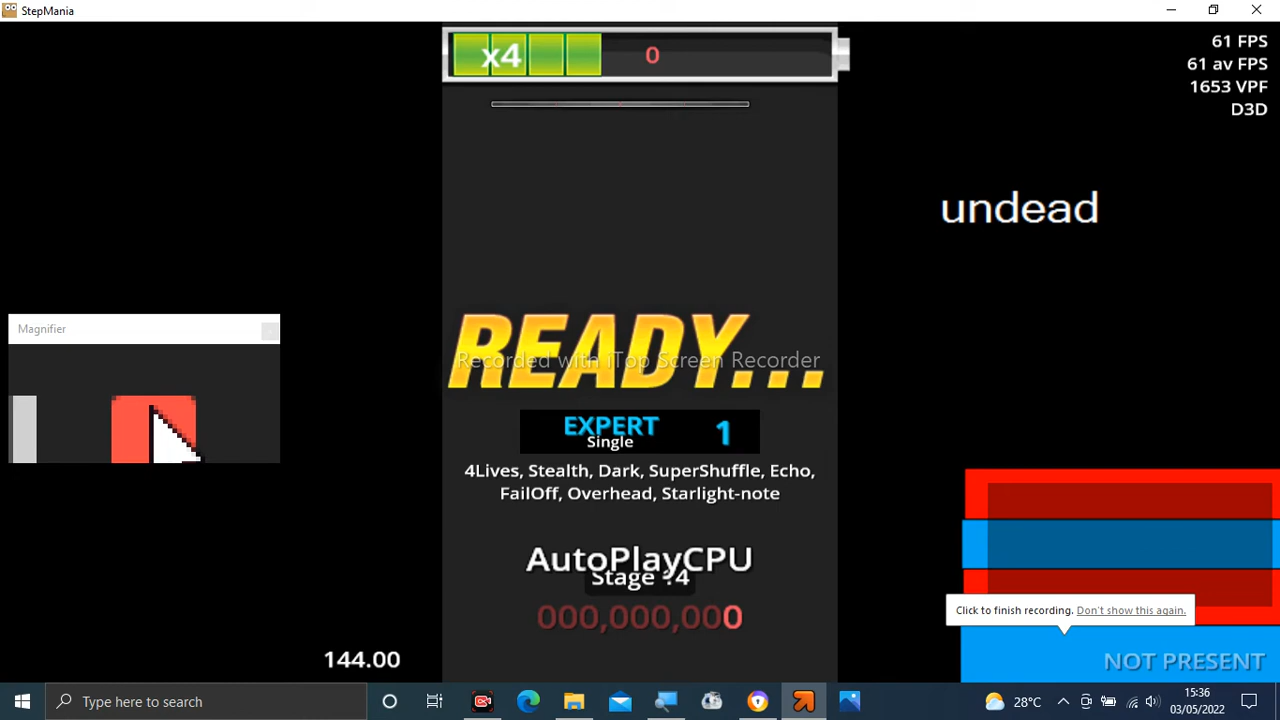 StepMania
x4 0
61 FPS
61 av FPS
1653 VPF
D3D
undead
Magnifier
READY...
Recorded with iTop Screen Recorder
EXPERT 1
Single
4Lives, Stealth, Dark, SuperShuffle, Echo,
FailOff, Overhead, Starlight-note
AutoPlayCPU
Stage :4
000,000,000
Click to finish recording. Don't show this again.
144.00
NOT PRESENT
Type here to search
28°C
15:36
03/05/2022